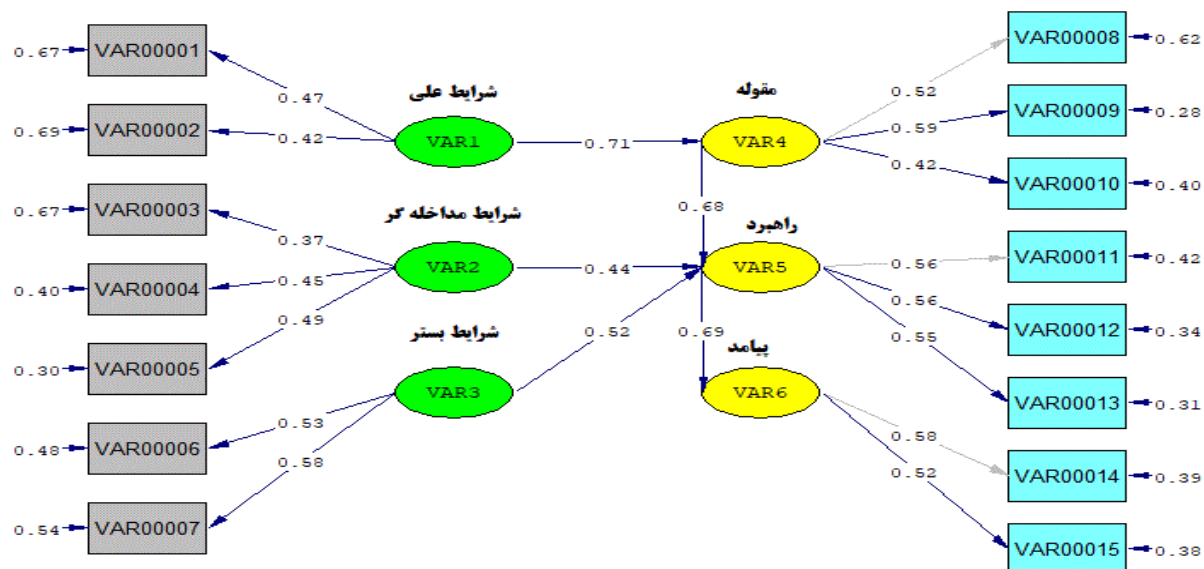 0.67 VAR00001
0.69 VAR00002
0.67 VAR00003
0.40 VAR00004
0.30 VAR00005
0.48 VAR00006
0.54 VAR00007
0.47
0.42
0.37
0.45
0.49
0.53
0.58
شرایط علی
VAR1
شرایط مداخله گر
VAR2
شرایط بستر
VAR3
0.71
0.68
0.44
0.52
0.69
مقوله
VAR4
راهبرد
VAR5
پیامد
VAR6
0.52
0.59
0.42
0.56
0.56
0.55
0.58
0.52
VAR00008 0.62
VAR00009 0.28
VAR00010 0.40
VAR00011 0.42
VAR00012 0.34
VAR00013 0.31
VAR00014 0.39
VAR00015 0.38